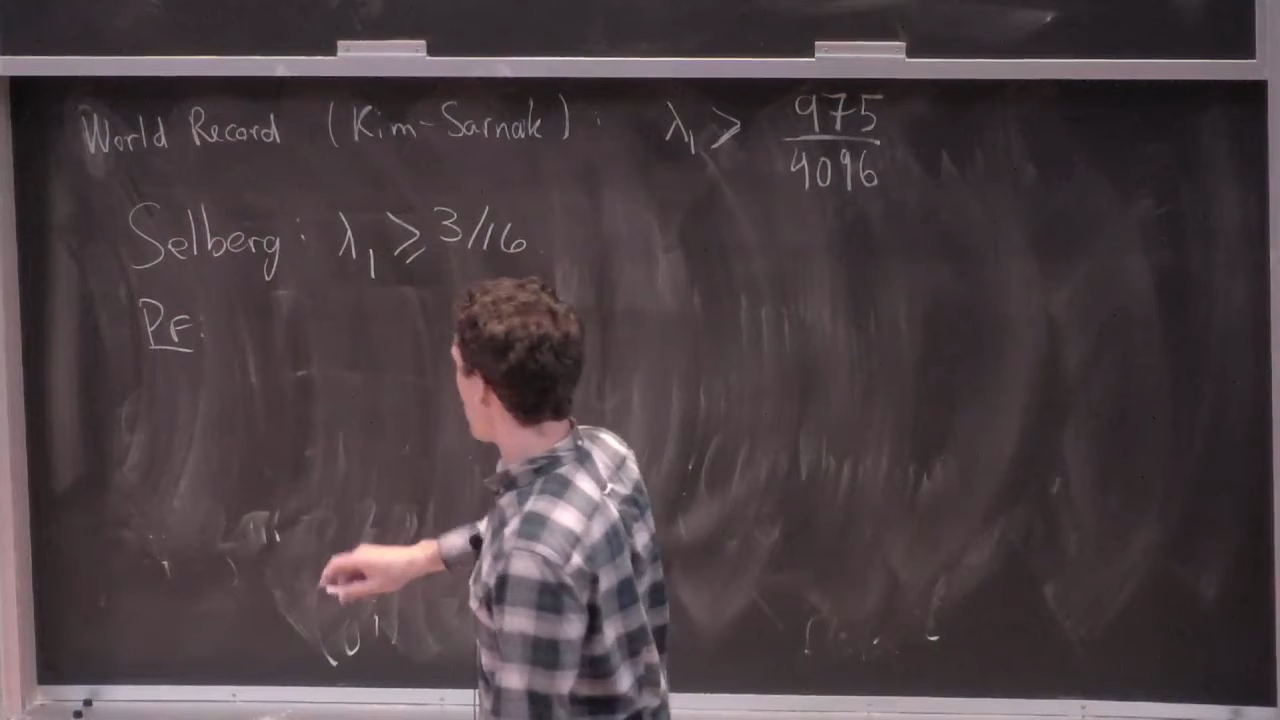 World Record (Kim-Sarnak) : λ₁ ≥ 975/4096
Selberg: λ₁ ≥ 3/16
PF: